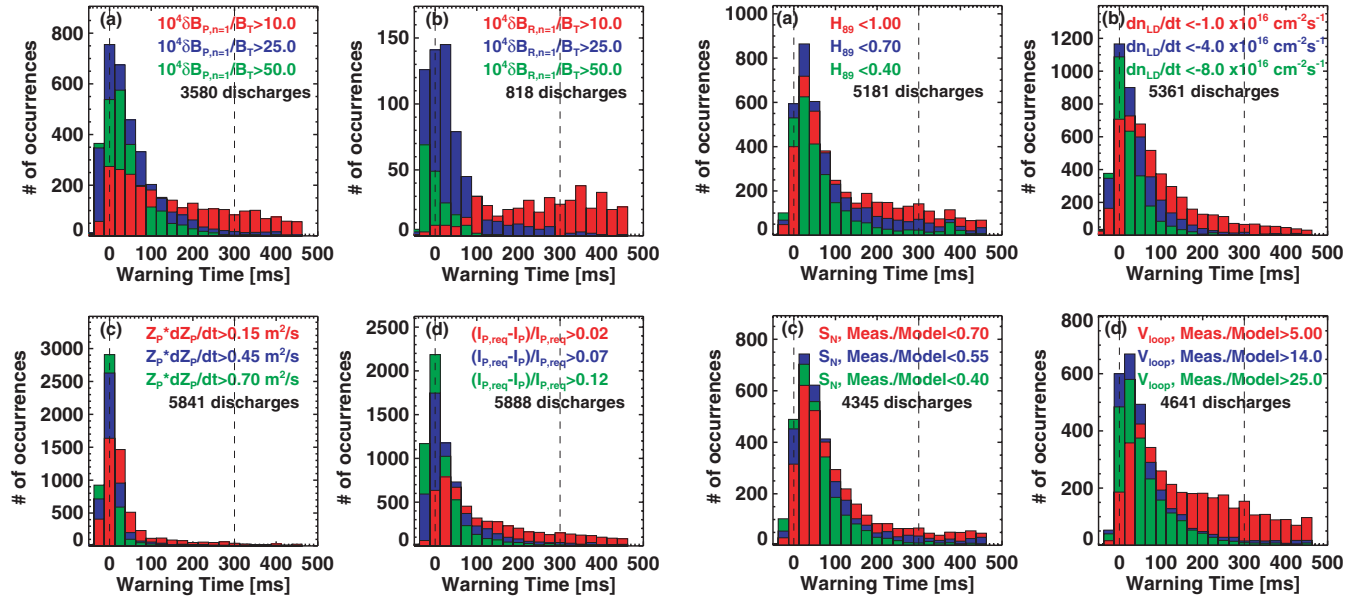 (a)
10⁴δB_P,n=1/B_T>10.0
10⁴δB_P,n=1/B_T>25.0
10⁴δB_P,n=1/B_T>50.0
3580 discharges
# of occurrences
800
600
400
200
0
0 100 200 300 400 500
Warning Time [ms]
(b)
10⁴δB_R,n=1/B_T>10.0
10⁴δB_R,n=1/B_T>25.0
10⁴δB_R,n=1/B_T>50.0
818 discharges
# of occurrences
150
100
50
0
0 100 200 300 400 500
Warning Time [ms]
(a)
H₈₉ <1.00
H₈₉ <0.70
H₈₉ <0.40
5181 discharges
# of occurrences
1000
800
600
400
200
0
0 100 200 300 400 500
Warning Time [ms]
(b)
dn_LD/dt <-1.0 x10¹⁶ cm⁻²s⁻¹
dn_LD/dt <-4.0 x10¹⁶ cm⁻²s⁻¹
dn_LD/dt <-8.0 x10¹⁶ cm⁻²s⁻¹
5361 discharges
# of occurrences
1200
1000
800
600
400
200
0
0 100 200 300 400 500
Warning Time [ms]
(c)
Z_P*dZ_P/dt>0.15 m²/s
Z_P*dZ_P/dt>0.45 m²/s
Z_P*dZ_P/dt>0.70 m²/s
5841 discharges
# of occurrences
3000
2500
2000
1500
1000
500
0
0 100 200 300 400 500
Warning Time [ms]
(d)
(I_P,req-I_P)/I_P,req>0.02
(I_P,req-I_P)/I_P,req>0.07
(I_P,req-I_P)/I_P,req>0.12
5888 discharges
# of occurrences
2500
2000
1500
1000
500
0
0 100 200 300 400 500
Warning Time [ms]
(c)
S_N, Meas./Model<0.70
S_N, Meas./Model<0.55
S_N, Meas./Model<0.40
4345 discharges
# of occurrences
800
600
400
200
0
0 100 200 300 400 500
Warning Time [ms]
(d)
V_loop, Meas./Model>5.00
V_loop, Meas./Model>14.0
V_loop, Meas./Model>25.0
4641 discharges
# of occurrences
800
600
400
200
0
0 100 200 300 400 500
Warning Time [ms]